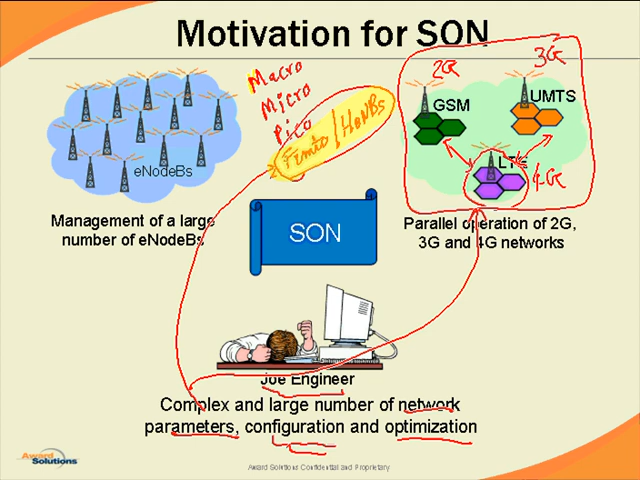 Motivation for SON
Macro
Micro
Pico
Femto / HeNBs
2G
3G
GSM
UMTS
LTE
4G
eNodeBs
Management of a large
number of eNodeBs
SON
Parallel operation of 2G,
3G and 4G networks
Joe Engineer
Complex and large number of network
parameters, configuration and optimization
Award
Solutions
Award Solutions Confidential and Proprietary